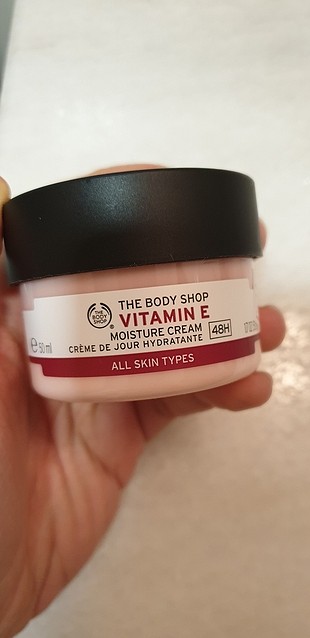 THE BODY SHOP
THE BODY SHOP
VITAMIN E
MOISTURE CREAM
48H
CRÈME DE JOUR HYDRATANTE
℮ 50 ml
ALL SKIN TYPES